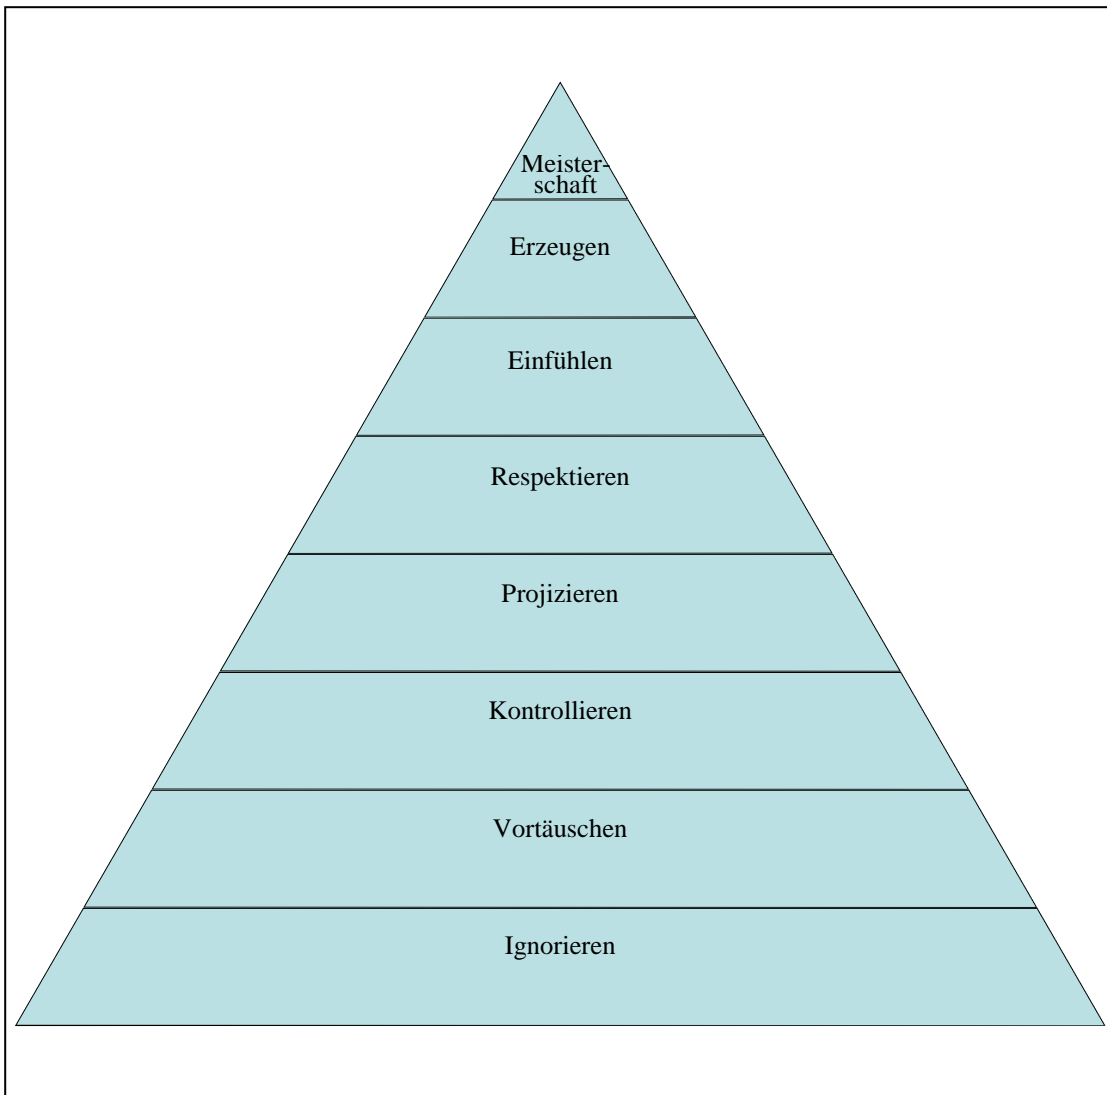 Meister-
schaft
Erzeugen
Einfühlen
Respektieren
Projizieren
Kontrollieren
Vortäuschen
Ignorieren